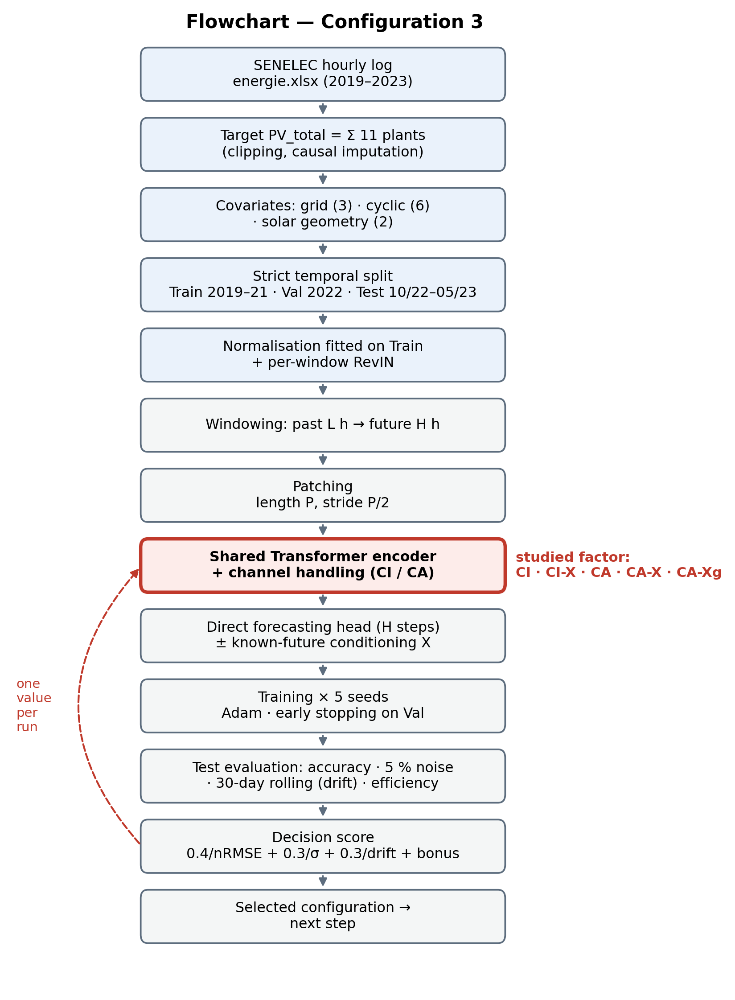 Flowchart — Configuration 3
SENELEC hourly log
energie.xlsx (2019–2023)
Target PV_total = Σ 11 plants
(clipping, causal imputation)
Covariates: grid (3) · cyclic (6)
· solar geometry (2)
Strict temporal split
Train 2019–21 · Val 2022 · Test 10/22–05/23
Normalisation fitted on Train
+ per-window RevIN
Windowing: past L h → future H h
Patching
length P, stride P/2
Shared Transformer encoder
+ channel handling (CI / CA)
studied factor:
CI · CI-X · CA · CA-X · CA-Xg
Direct forecasting head (H steps)
± known-future conditioning X
one
value
per
run
Training × 5 seeds
Adam · early stopping on Val
Test evaluation: accuracy · 5 % noise
· 30-day rolling (drift) · efficiency
Decision score
0.4/nRMSE + 0.3/σ + 0.3/drift + bonus
Selected configuration →
next step